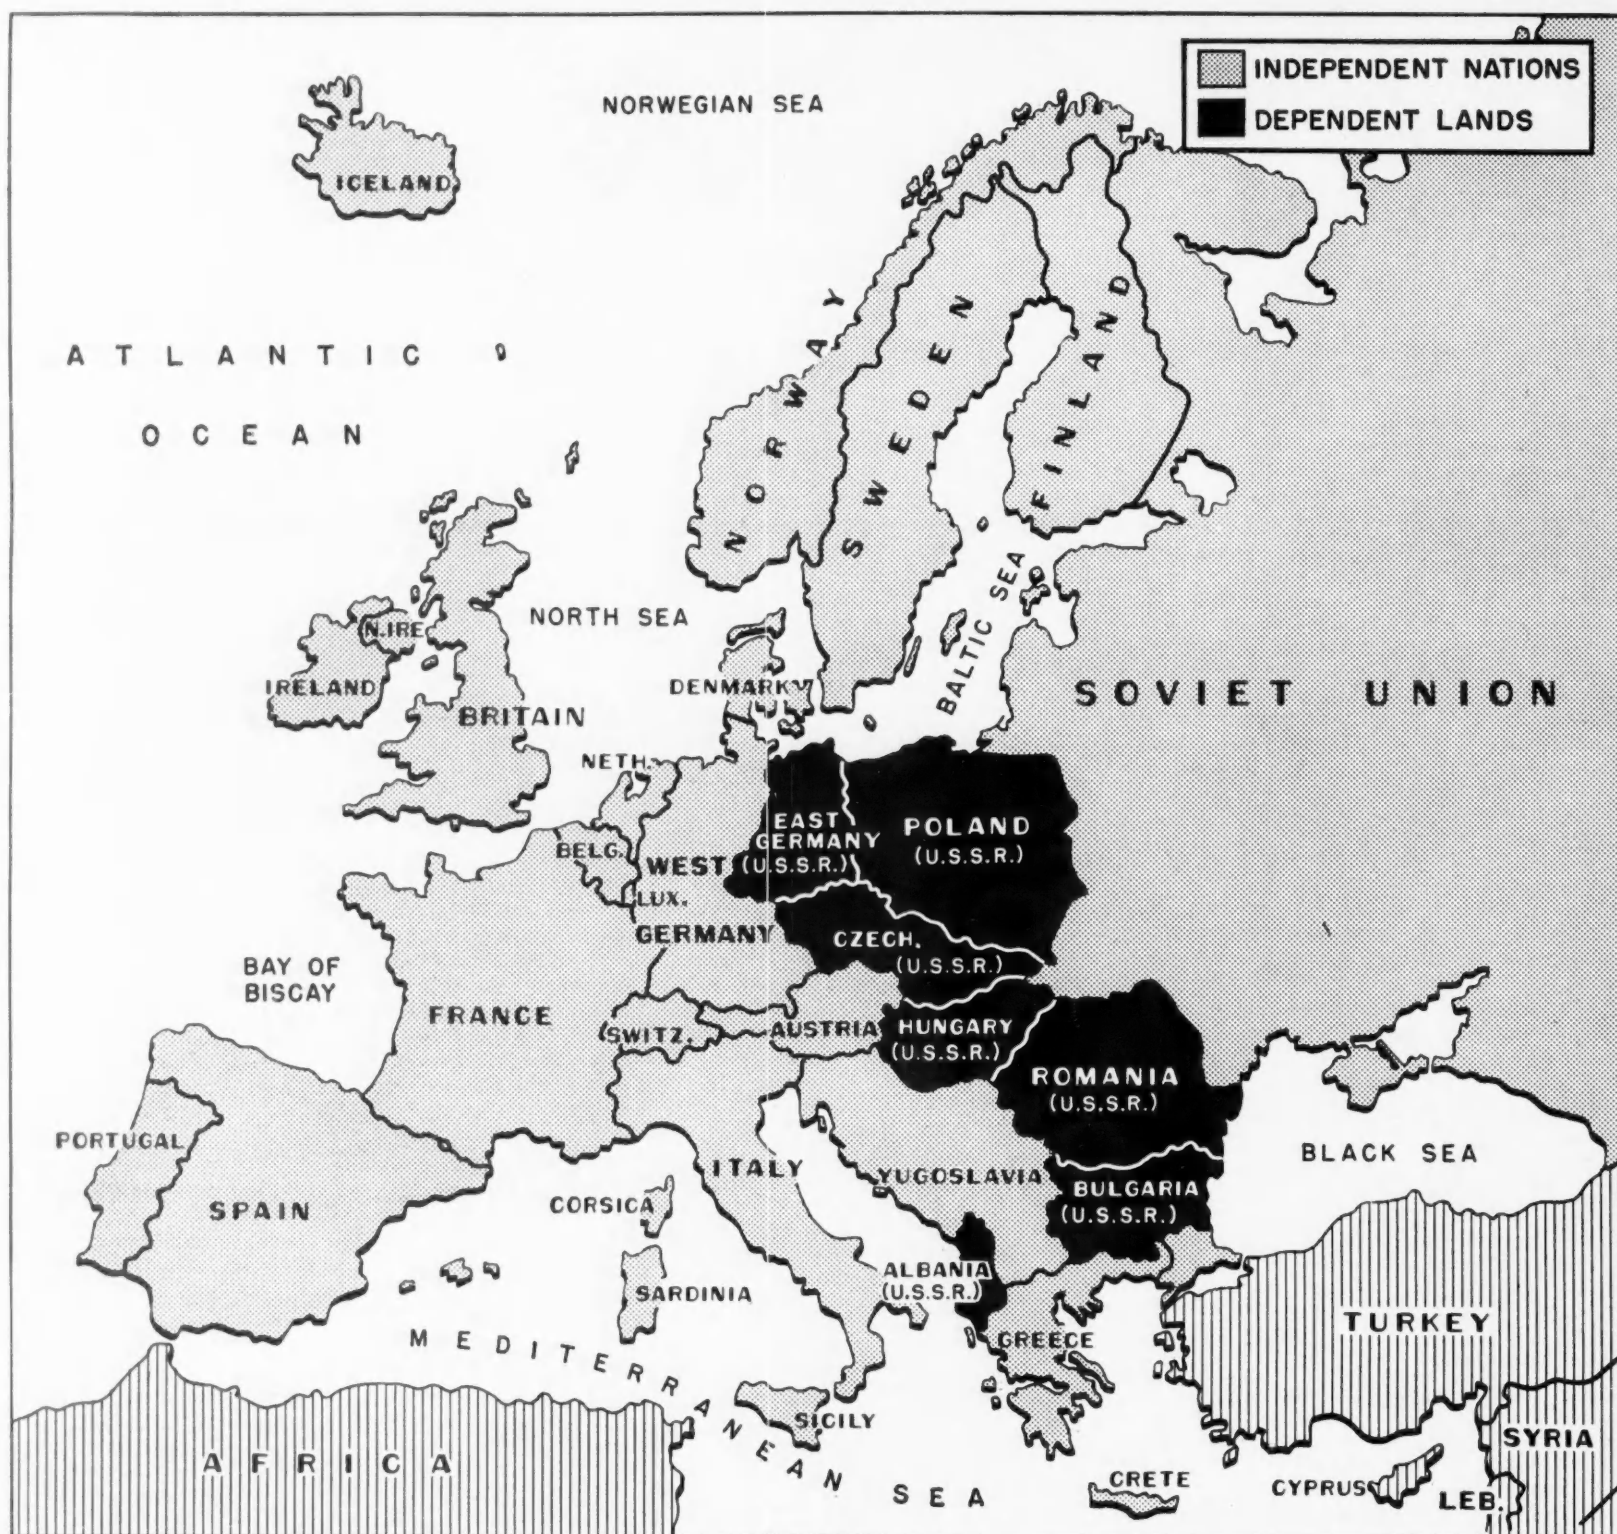 INDEPENDENT NATIONS
DEPENDENT LANDS
NORWEGIAN SEA
ICELAND
ATLANTIC
OCEAN
NORWAY
SWEDEN
FINLAND
NORTH SEA
BALTIC SEA
N.IRE.
IRELAND
BRITAIN
DENMARK
SOVIET UNION
NETH.
BELG.
LUX.
WEST
GERMANY
EAST
GERMANY
(U.S.S.R.)
POLAND
(U.S.S.R.)
CZECH.
(U.S.S.R.)
BAY OF
BISCAY
FRANCE
SWITZ.
AUSTRIA
HUNGARY
(U.S.S.R.)
ROMANIA
(U.S.S.R.)
PORTUGAL
SPAIN
ITALY
YUGOSLAVIA
BULGARIA
(U.S.S.R.)
BLACK SEA
CORSICA
SARDINIA
ALBANIA
(U.S.S.R.)
GREECE
TURKEY
MEDITERRANEAN SEA
SICILY
AFRICA
CRETE
CYPRUS
SYRIA
LEB.